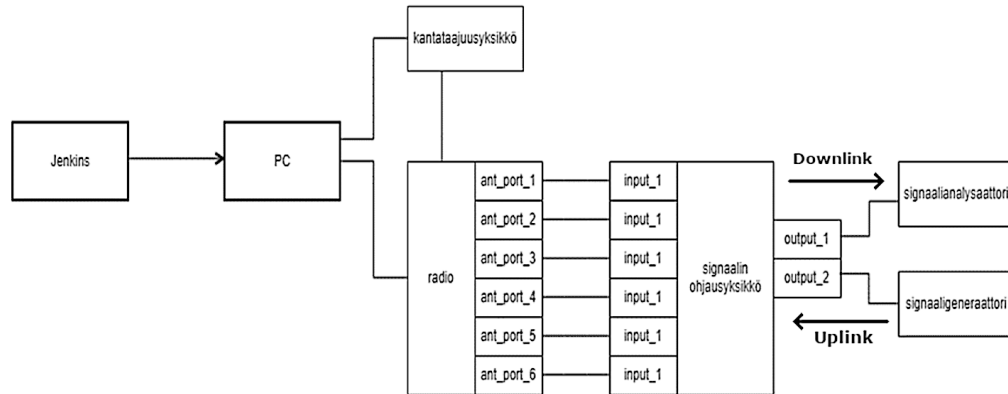 kantataajuusyksikkö
Jenkins
PC
radio
ant_port_1
ant_port_2
ant_port_3
ant_port_4
ant_port_5
ant_port_6
input_1
input_1
input_1
input_1
input_1
input_1
signaalin
ohjausyksikkö
Downlink
output_1
output_2
Uplink
signaalianalysaattori
signaaligeneraattori